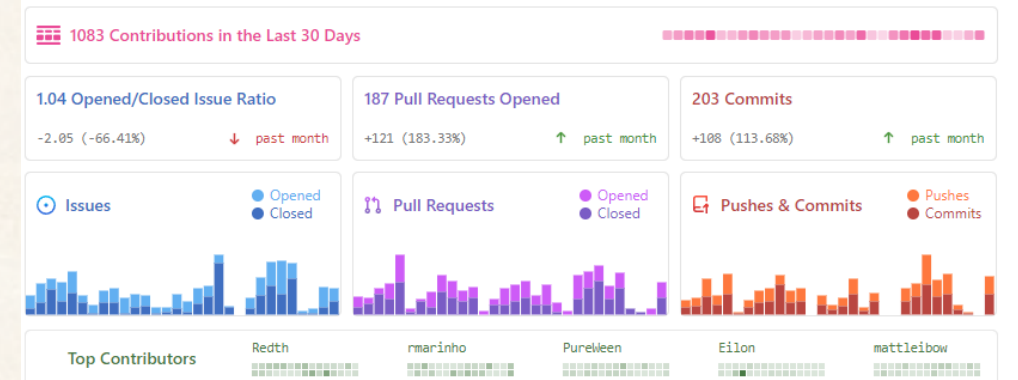 1083 Contributions in the Last 30 Days
1.04 Opened/Closed Issue Ratio
-2.05 (-66.41%) ↓ past month
187 Pull Requests Opened
+121 (183.33%) ↑ past month
203 Commits
+108 (113.68%) ↑ past month
Issues
Opened
Closed
Pull Requests
Opened
Closed
Pushes & Commits
Pushes
Commits
Top Contributors
Redth
rmarinho
PureWeen
Eilon
mattleibow